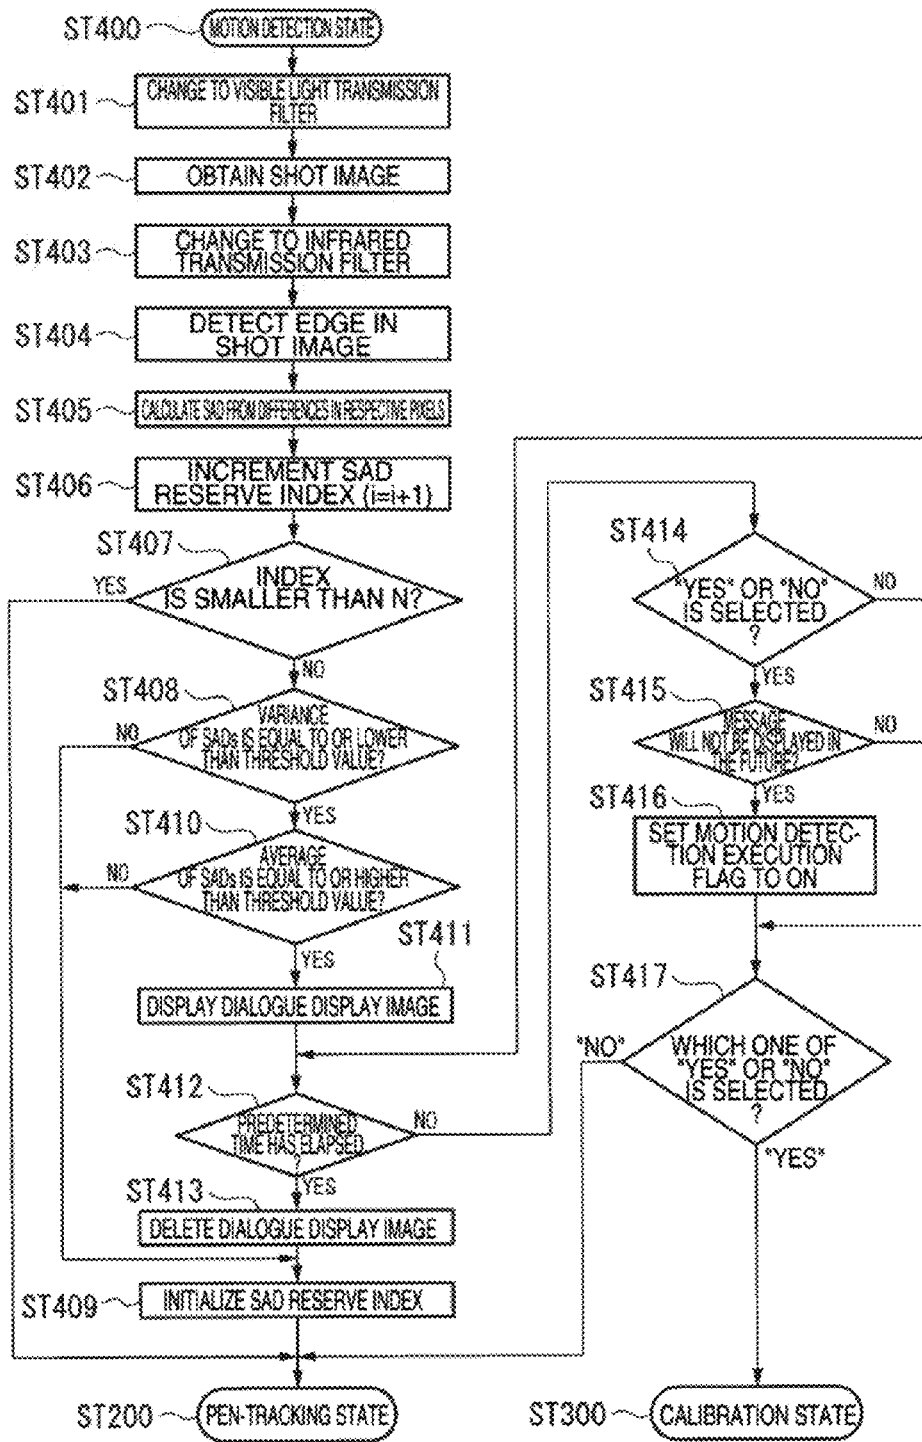 ST400
MOTION DETECTION STATE
ST401
CHANGE TO VISIBLE LIGHT TRANSMISSION
FILTER
ST402
OBTAIN SHOT IMAGE
ST403
CHANGE TO INFRARED
TRANSMISSION FILTER
ST404
DETECT EDGE IN
SHOT IMAGE
ST405
CALCULATE SAD FROM DIFFERENCES IN RESPECTIVE PIXELS
ST406
INCREMENT SAD
RESERVE INDEX (i=i+1)
ST407
YES
INDEX
IS SMALLER THAN N?
NO
ST408
NO
VARIANCE
OF SADs IS EQUAL TO OR LOWER
THAN THRESHOLD VALUE?
YES
ST410
NO
AVERAGE
OF SADs IS EQUAL TO OR HIGHER
THAN THRESHOLD VALUE?
YES
ST411
DISPLAY DIALOGUE DISPLAY IMAGE
ST412
PREDETERMINED
TIME HAS ELAPSED
?
NO
YES
ST413
DELETE DIALOGUE DISPLAY IMAGE
ST409
INITIALIZE SAD RESERVE INDEX
ST200
PEN-TRACKING STATE
ST414
"YES" OR "NO"
IS SELECTED
?
NO
YES
ST415
MESSAGE
WILL NOT BE DISPLAYED IN
THE FUTURE?
NO
YES
ST416
SET MOTION DETEC-
TION EXECUTION
FLAG TO ON
ST417
"NO"
WHICH ONE OF
"YES" OR "NO"
IS SELECTED
?
"YES"
ST300
CALIBRATION STATE